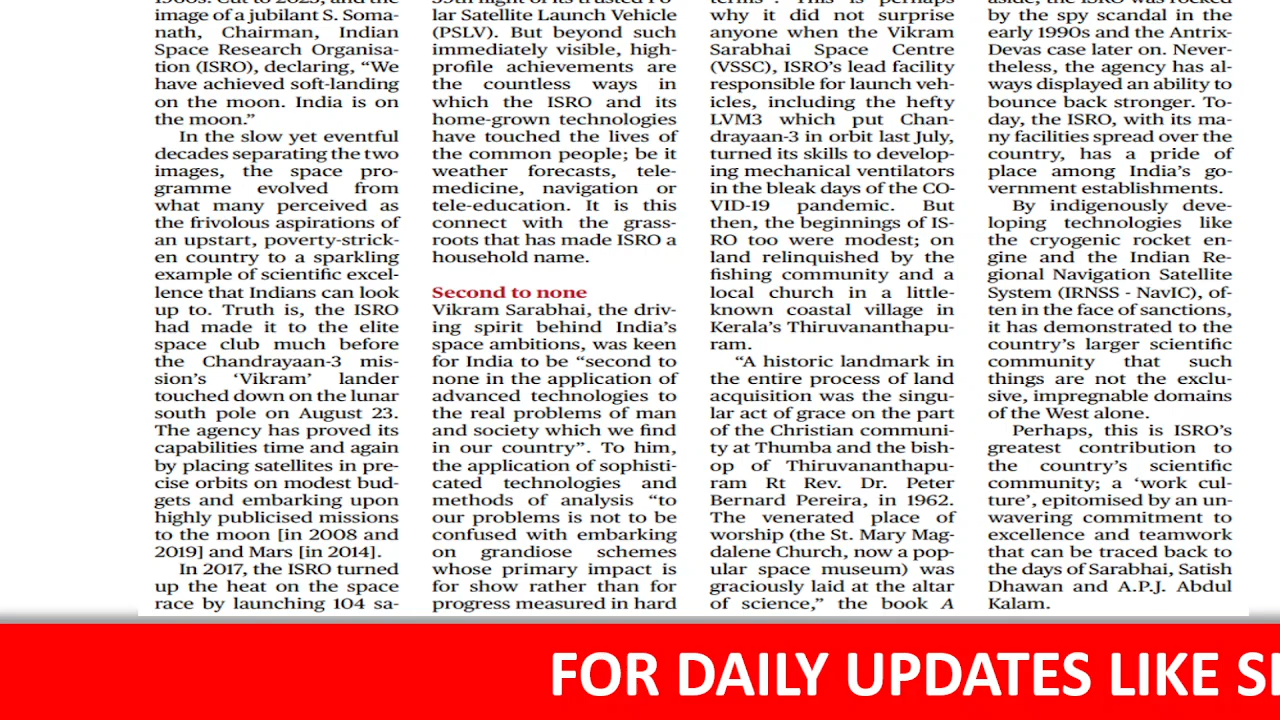 image of a jubilant S. Soma-
nath, Chairman, Indian
Space Research Organisa-
tion (ISRO), declaring, “We
have achieved soft-landing
on the moon. India is on
the moon.”
In the slow yet eventful
decades separating the two
images, the space pro-
gramme evolved from
what many perceived as
the frivolous aspirations of
an upstart, poverty-strick-
en country to a sparkling
example of scientific excel-
lence that Indians can look
up to. Truth is, the ISRO
had made it to the elite
space club much before
the Chandrayaan-3 mis-
sion’s ‘Vikram’ lander
touched down on the lunar
south pole on August 23.
The agency has proved its
capabilities time and again
by placing satellites in pre-
cise orbits on modest bud-
gets and embarking upon
highly publicised missions
to the moon [in 2008 and
2019] and Mars [in 2014].
In 2017, the ISRO turned
up the heat on the space
race by launching 104 sa-
lar Satellite Launch Vehicle
(PSLV). But beyond such
immediately visible, high-
profile achievements are
the countless ways in
which the ISRO and its
home-grown technologies
have touched the lives of
the common people; be it
weather forecasts, tele-
medicine, navigation or
tele-education. It is this
connect with the grass-
roots that has made ISRO a
household name.
Second to none
Vikram Sarabhai, the driv-
ing spirit behind India’s
space ambitions, was keen
for India to be “second to
none in the application of
advanced technologies to
the real problems of man
and society which we find
in our country”. To him,
the application of sophisti-
cated technologies and
methods of analysis “to
our problems is not to be
confused with embarking
on grandiose schemes
whose primary impact is
for show rather than for
progress measured in hard
why it did not surprise
anyone when the Vikram
Sarabhai Space Centre
(VSSC), ISRO’s lead facility
responsible for launch veh-
icles, including the hefty
LVM3 which put Chan-
drayaan-3 in orbit last July,
turned its skills to develop-
ing mechanical ventilators
in the bleak days of the CO-
VID-19 pandemic. But
then, the beginnings of IS-
RO too were modest; on
land relinquished by the
fishing community and a
local church in a little-
known coastal village in
Kerala’s Thiruvananthapu-
ram.
“A historic landmark in
the entire process of land
acquisition was the singu-
lar act of grace on the part
of the Christian communi-
ty at Thumba and the bish-
op of Thiruvananthapu-
ram Rt Rev. Dr. Peter
Bernard Pereira, in 1962.
The venerated place of
worship (the St. Mary Mag-
dalene Church, now a pop-
ular space museum) was
graciously laid at the altar
of science,” the book A
by the spy scandal in the
early 1990s and the Antrix-
Devas case later on. Never-
theless, the agency has al-
ways displayed an ability to
bounce back stronger. To-
day, the ISRO, with its ma-
ny facilities spread over the
country, has a pride of
place among India’s go-
vernment establishments.
By indigenously deve-
loping technologies like
the cryogenic rocket en-
gine and the Indian Re-
gional Navigation Satellite
System (IRNSS - NavIC), of-
ten in the face of sanctions,
it has demonstrated to the
country’s larger scientific
community that such
things are not the exclu-
sive, impregnable domains
of the West alone.
Perhaps, this is ISRO’s
greatest contribution to
the country’s scientific
community; a ‘work cul-
ture’, epitomised by an un-
wavering commitment to
excellence and teamwork
that can be traced back to
the days of Sarabhai, Satish
Dhawan and A.P.J. Abdul
Kalam.
FOR DAILY UPDATES LIKE